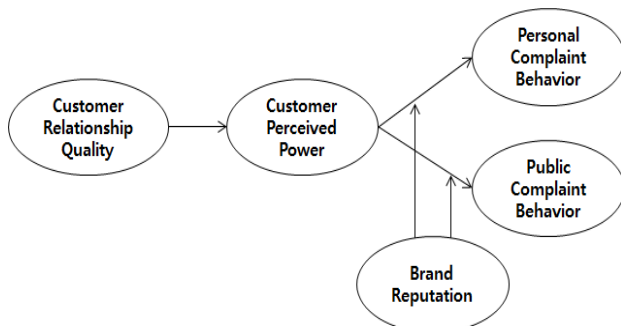 Customer
Relationship
Quality
Customer
Perceived
Power
Personal
Complaint
Behavior
Public
Complaint
Behavior
Brand
Reputation